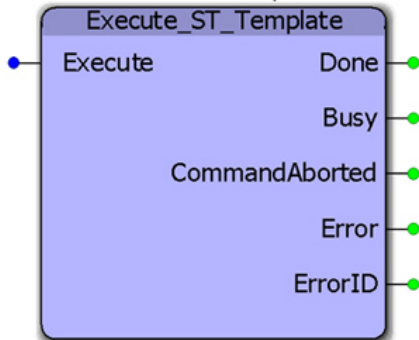 Execute_ST_Template
Execute Done
Busy
CommandAborted
Error
ErrorID